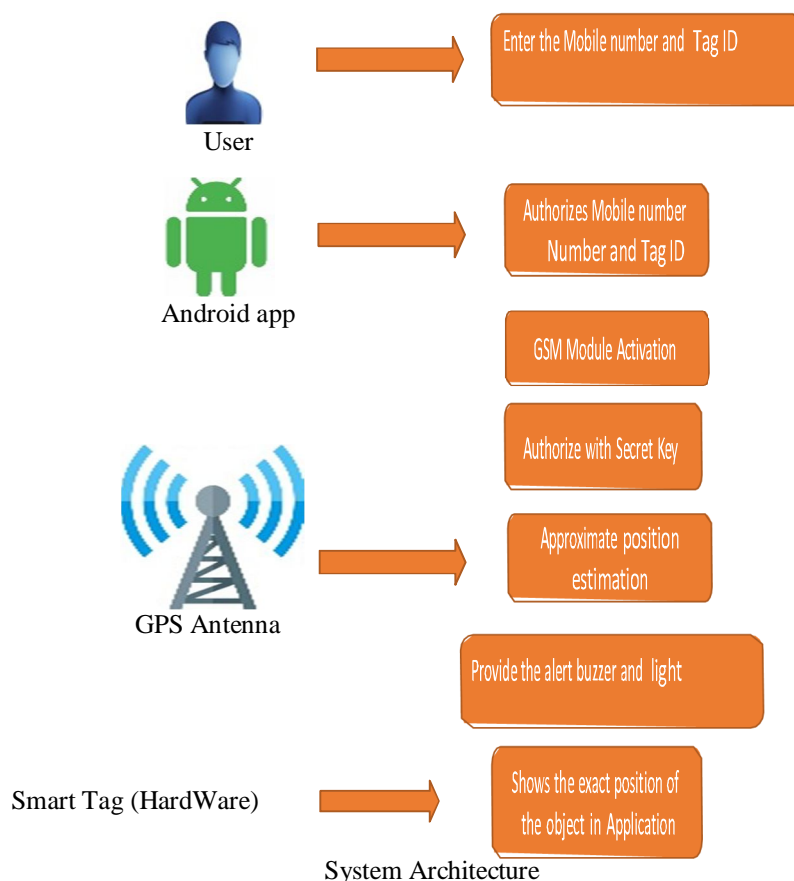 Enter the Mobile number and Tag ID
User
Authorizes Mobile number
Number and Tag ID
Android app
GSM Module Activation
Authorize with Secret Key
Approximate position
estimation
GPS Antenna
Provide the alert buzzer and light
Shows the exact position of
the object in Application
Smart Tag (HardWare)
System Architecture